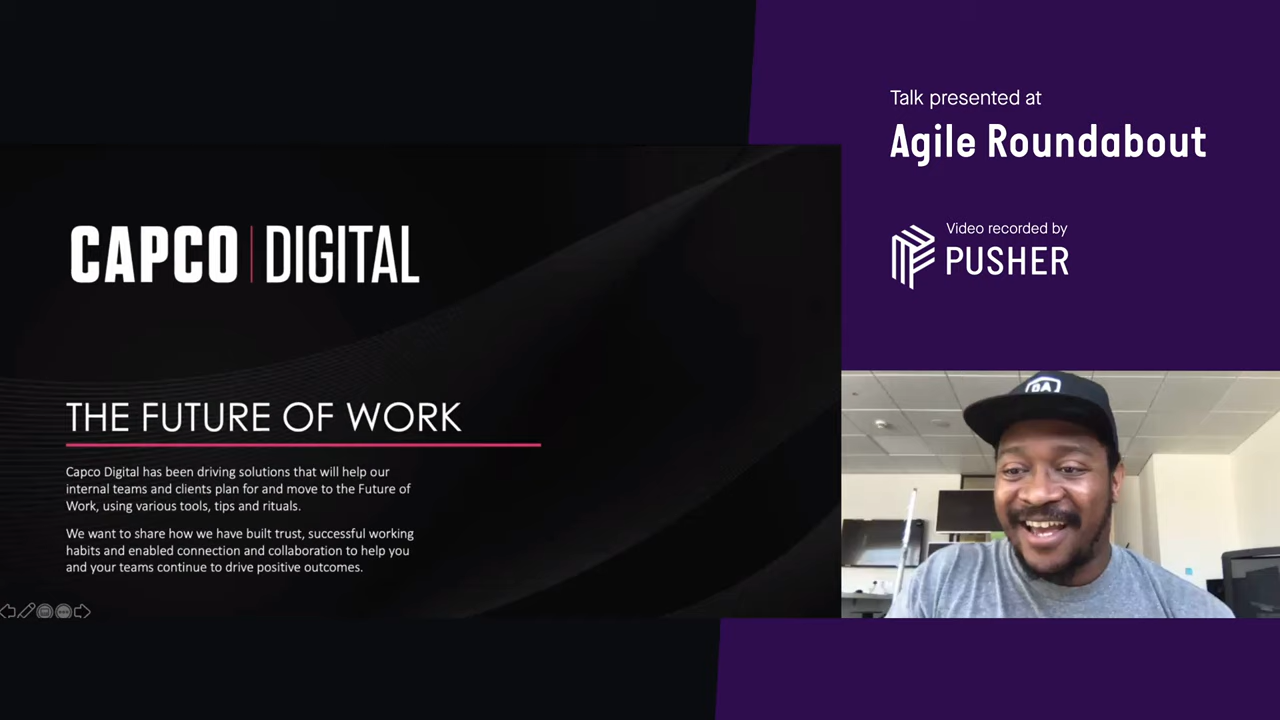 Talk presented at
Agile Roundabout
Video recorded by
PUSHER
CAPCO DIGITAL
THE FUTURE OF WORK
Capco Digital has been driving solutions that will help our
internal teams and clients plan for and move to the Future of
Work, using various tools, tips and rituals.
We want to share how we have built trust, successful working
habits and enabled connection and collaboration to help you
and your teams continue to drive positive outcomes.
GA